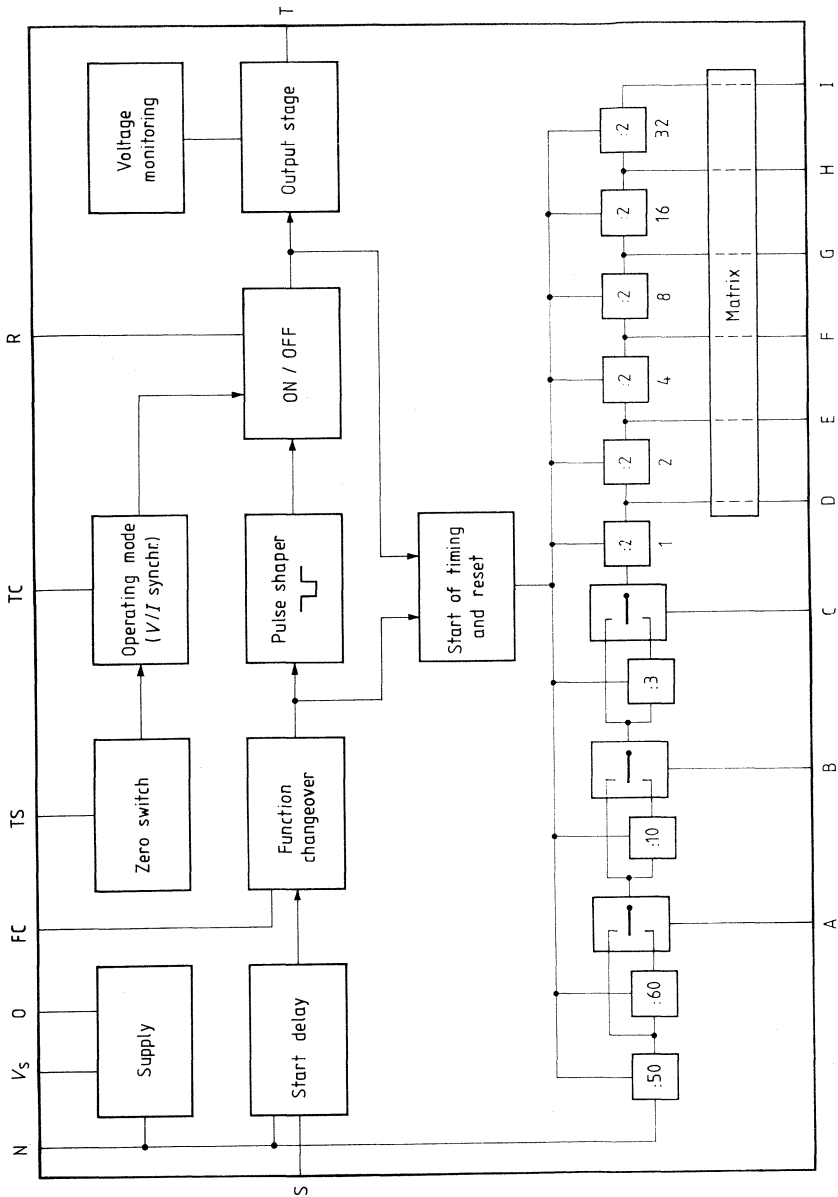 N
Vs
O
FC
TS
TC
R
Supply
Zero switch
Operating mode
(V/I synchr.)
Voltage
monitoring
S
Start delay
Function
changeover
Pulse shaper
ON / OFF
Output stage
T
Start of timing
and reset
:50
:60
:10
:3
:2
:2
:2
:2
:2
:2
1
2
4
8
16
32
Matrix
A
B
C
D
E
F
G
H
I